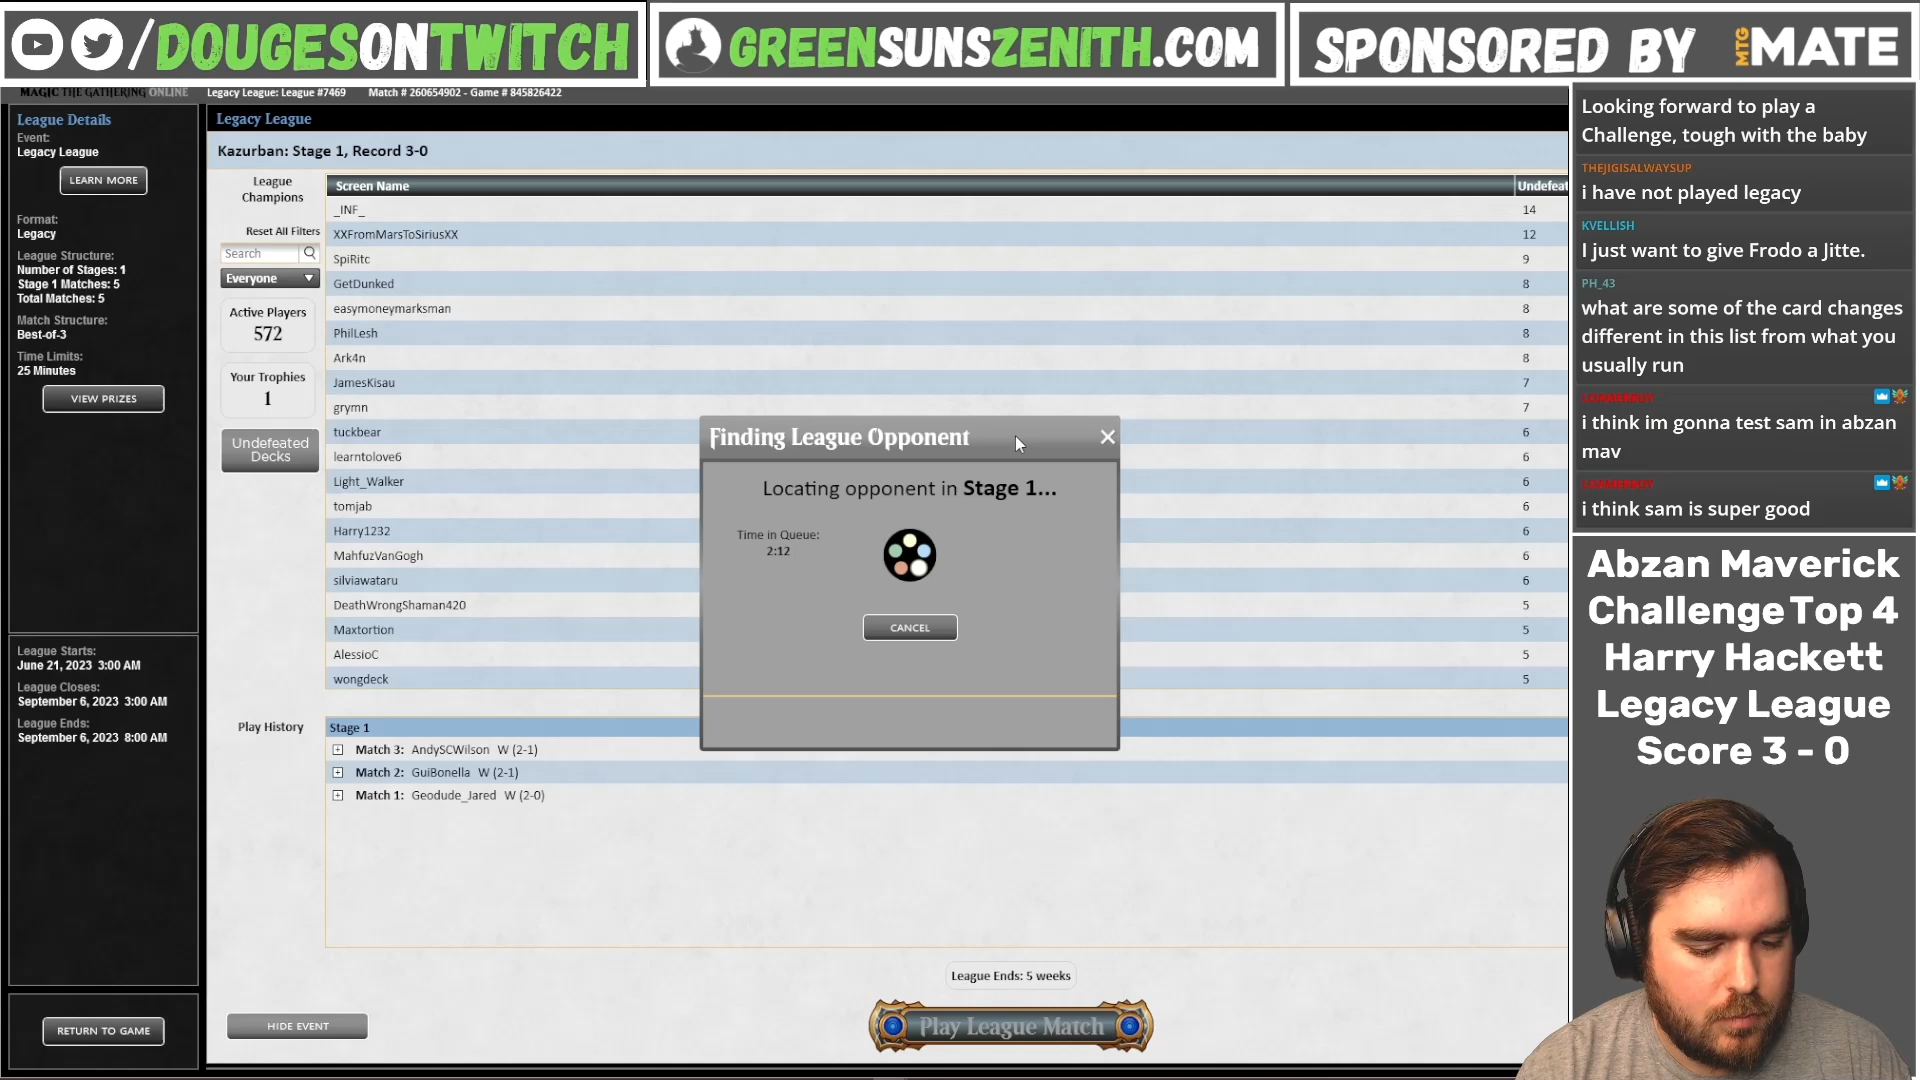 /DOUGESONTWITCH
GREENSUNSZENITH.COM
SPONSORED BY MTG MATE
MAGIC THE GATHERING ONLINE
Legacy League: League #7469
Match # 260654902 - Game # 845826422
League Details
Event:
Legacy League
LEARN MORE
Format:
Legacy
League Structure:
Number of Stages: 1
Stage 1 Matches: 5
Total Matches: 5
Match Structure:
Best-of-3
Time Limits:
25 Minutes
VIEW PRIZES
League Starts:
June 21, 2023 3:00 AM
League Closes:
September 6, 2023 3:00 AM
League Ends:
September 6, 2023 8:00 AM
RETURN TO GAME
Legacy League
Kazurban: Stage 1, Record 3-0
League
Champions
Reset All Filters
Search
Everyone
Active Players
572
Your Trophies
1
Undefeated
Decks
Screen Name Undefeat
_INF_ 14
XXFromMarsToSiriusXX 12
SpiRitc 9
GetDunked 8
easymoneymarksman 8
PhilLesh 8
Ark4n 8
JamesKisau 7
grymn 7
tuckbear 6
learntolove6 6
Light_Walker 6
tomjab 6
Harry1232 6
MahfuzVanGogh 6
silviawataru 6
DeathWrongShaman420 5
Maxtortion 5
AlessioC 5
wongdeck 5
Finding League Opponent
Locating opponent in Stage 1...
Time in Queue:
2:12
CANCEL
Play History
Stage 1
Match 3: AndySCWilson W (2-1)
Match 2: GuiBonella W (2-1)
Match 1: Geodude_Jared W (2-0)
League Ends: 5 weeks
HIDE EVENT
Play League Match
Looking forward to play a
Challenge, tough with the baby
THEJIGISALWAYSUP
i have not played legacy
KVELLISH
I just want to give Frodo a Jitte.
PH_43
what are some of the card changes
different in this list from what you
usually run
i think im gonna test sam in abzan
mav
i think sam is super good
Abzan Maverick
Challenge Top 4
Harry Hackett
Legacy League
Score 3 - 0